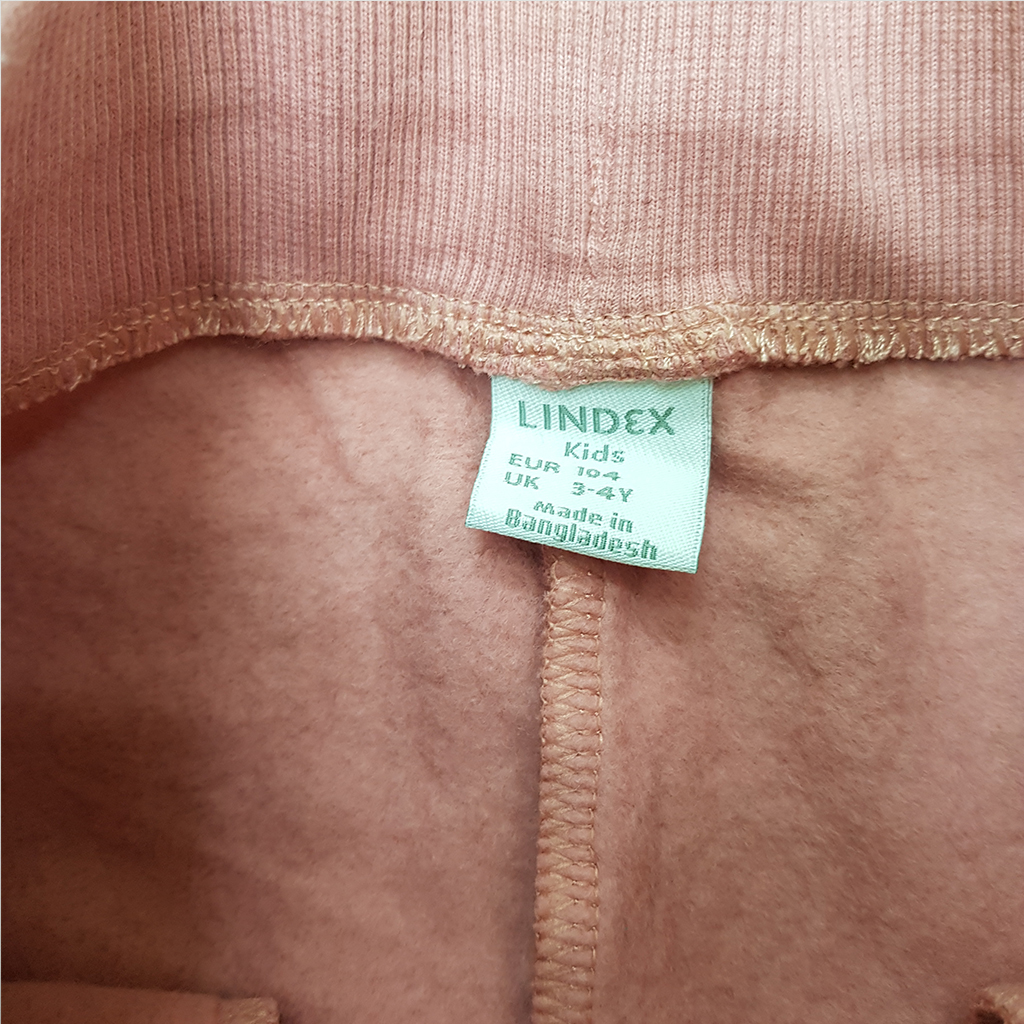 LINDEX
Kids
EUR 104
UK 3-4Y
Made in
Bangladesh